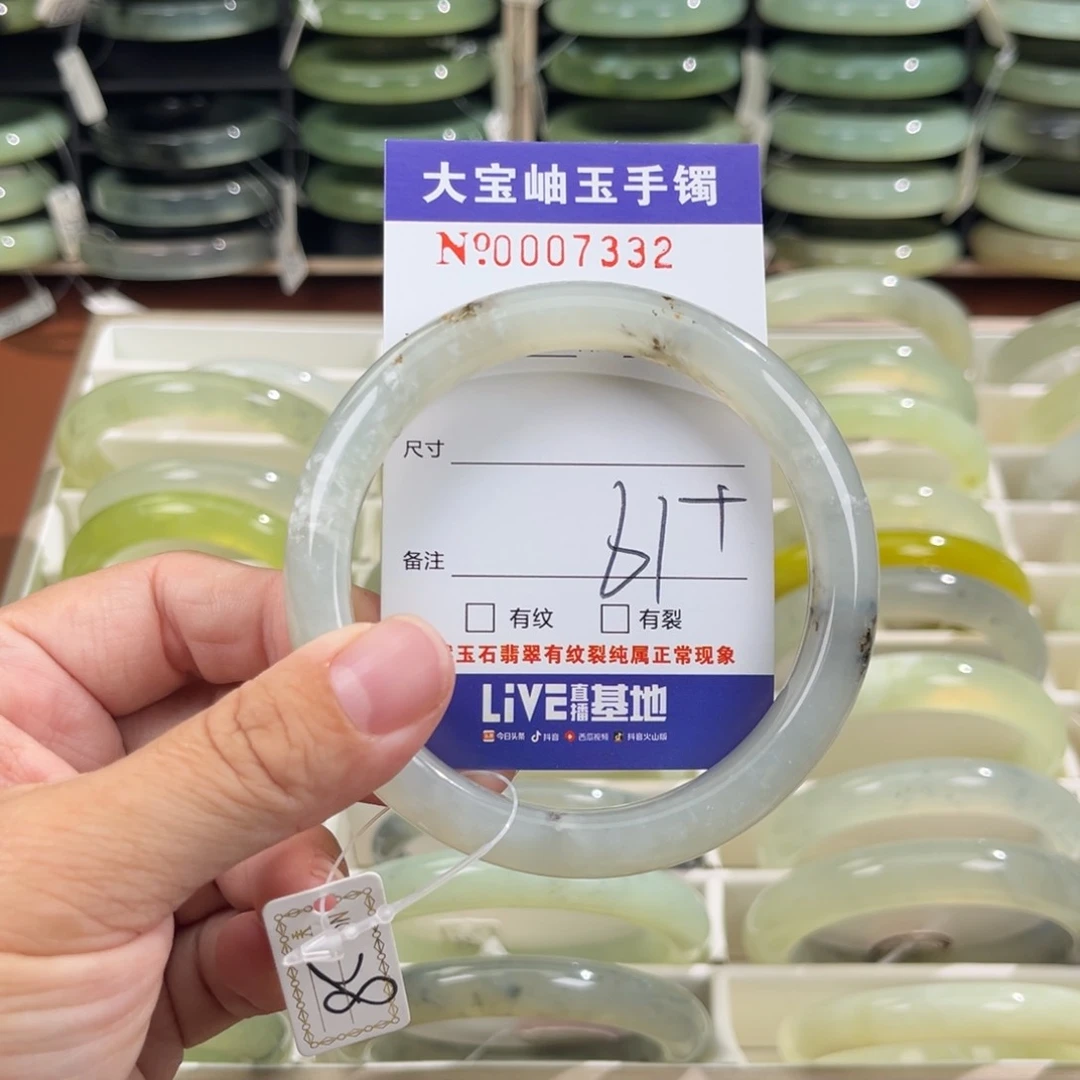 大宝岫玉手镯
№0007332
尺寸
61+
备注
有纹 有裂
玉石翡翠有纹裂纯属正常现象
LiVE直播基地
今日头条 抖音 西瓜视频 抖音火山版